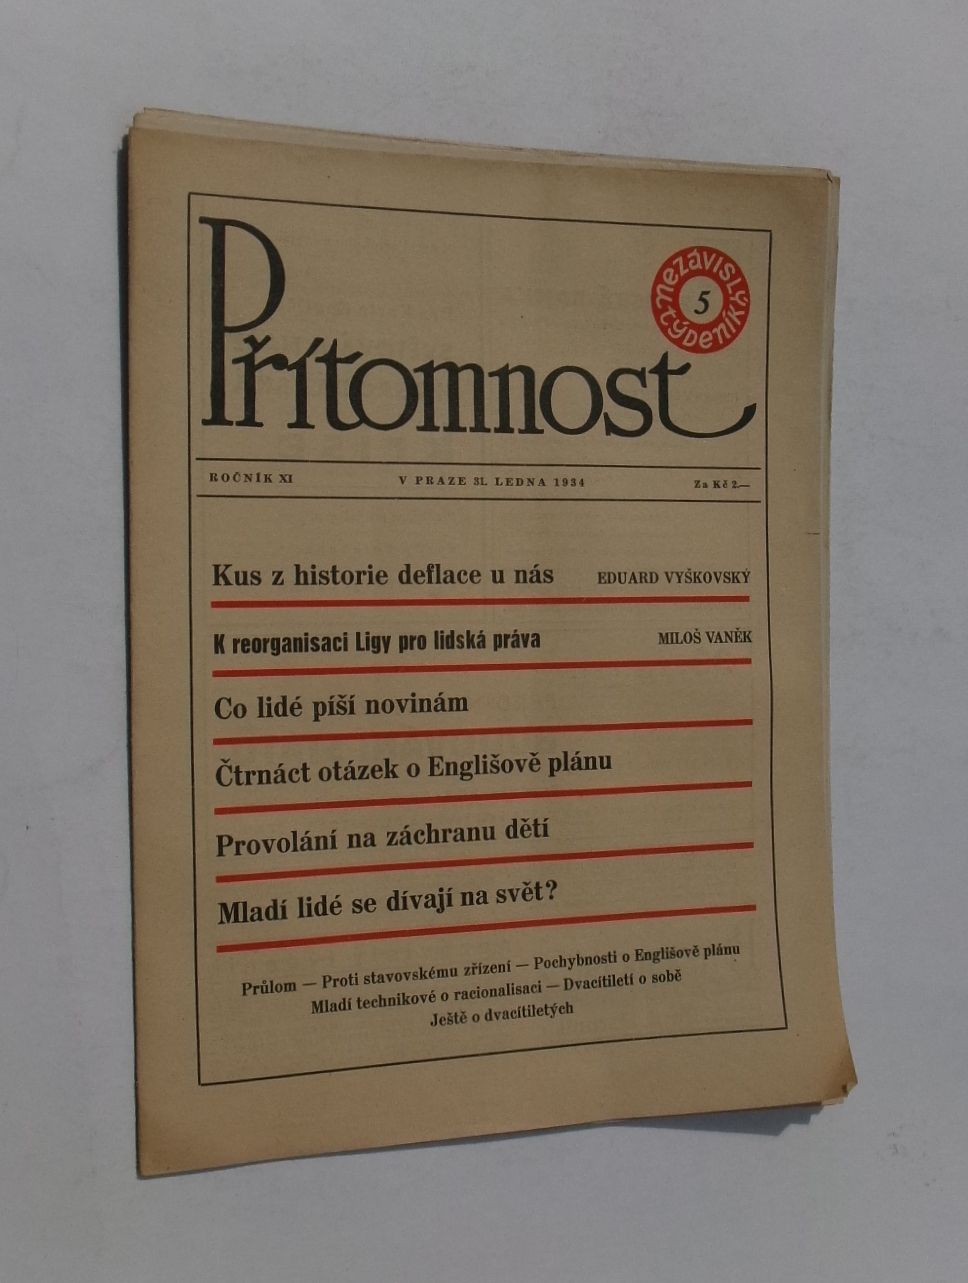 Přítomnost
nezávislý týdeník
5
ROČNÍK XI V PRAZE 31. LEDNA 1934 Za Kč 2.—
Kus z historie deflace u nás EDUARD VYŠKOVSKÝ
K reorganisaci Ligy pro lidská práva MILOŠ VANĚK
Co lidé píší novinám
Čtrnáct otázek o Englišově plánu
Provolání na záchranu dětí
Mladí lidé se dívají na svět?
Průlom — Proti stavovskému zřízení — Pochybnosti o Englišově plánu
Mladí technikové o racionalisaci — Dvacítiletí o sobě
Ještě o dvacítiletých